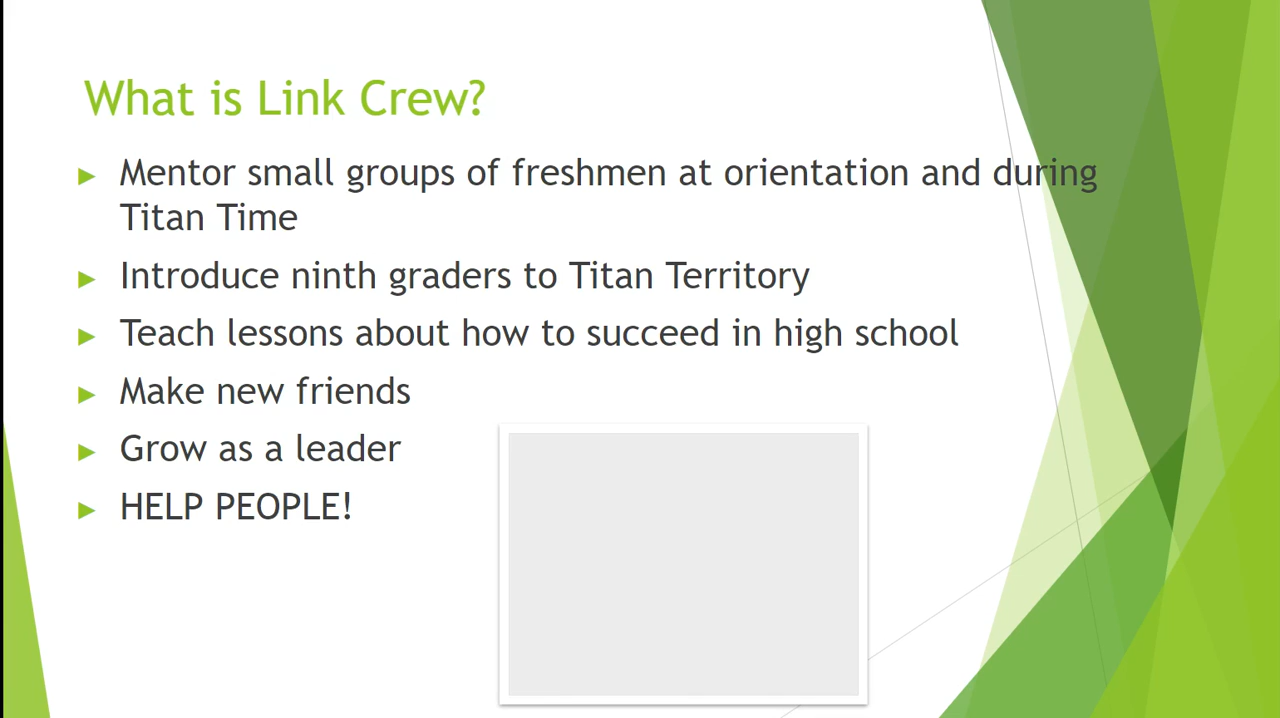 What is Link Crew?
Mentor small groups of freshmen at orientation and during
Titan Time
Introduce ninth graders to Titan Territory
Teach lessons about how to succeed in high school
Make new friends
Grow as a leader
HELP PEOPLE!